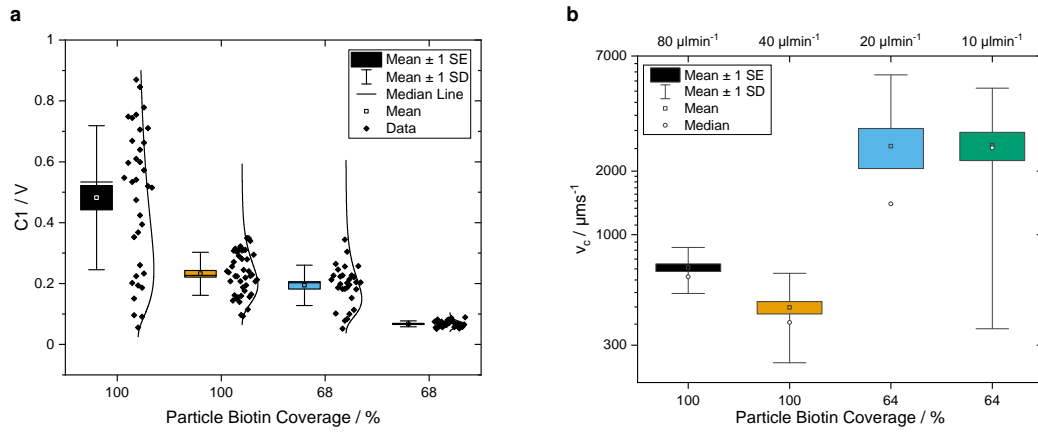 a
1
0.8
0.6
0.4
0.2
0
C1 / V
Mean ± 1 SE
Mean ± 1 SD
Median Line
Mean
Data
100
100
68
68
Particle Biotin Coverage / %
b
80 µlmin-1
40 µlmin-1
20 µlmin-1
10 µlmin-1
7000
2000
1000
300
vc / µms-1
Mean ± 1 SE
Mean ± 1 SD
Mean
Median
100
100
64
64
Particle Biotin Coverage / %